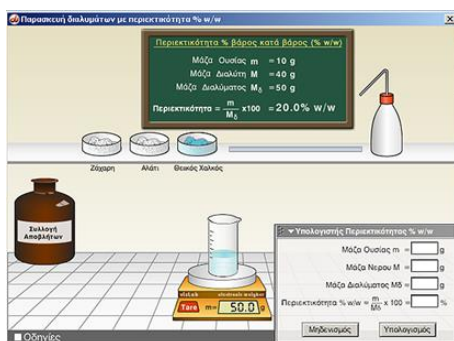 Παρασκευή διαλυμάτων με περιεκτικότητα % w/w
Περιεκτικότητα % βάρος κατά βάρος (% w/w)
Μάζα Ουσίας m = 10 g
Μάζα Διαλύτη M = 40 g
Μάζα Διαλύματος Mδ = 50 g
Περιεκτικότητα = m/Mδ x100 = 20.0% w/w
Ζάχαρη Αλάτι Θειικός Χαλκός
Συλλογή
Αποβλήτων
Υπολογιστής Περιεκτικότητας % w/w
Μάζα Ουσίας m = g
Μάζα Νερου M = g
Μάζα Διαλύματος Mδ = g
Περιεκτικότητα % w/w = m/Mδ x 100 = %
Μηδενισμός Υπολογισμός
Tare m= 50.0 g
Οδηγίες